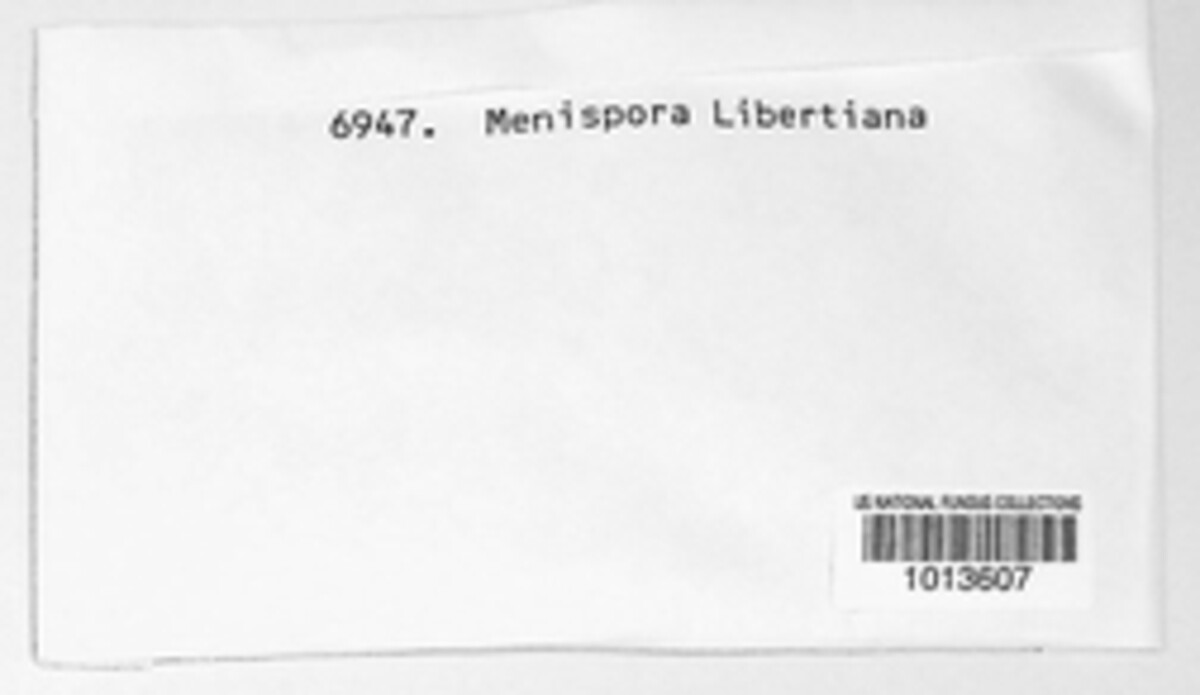 6947. Menispora Libertiana
US NATIONAL FUNGUS COLLECTIONS
1013607